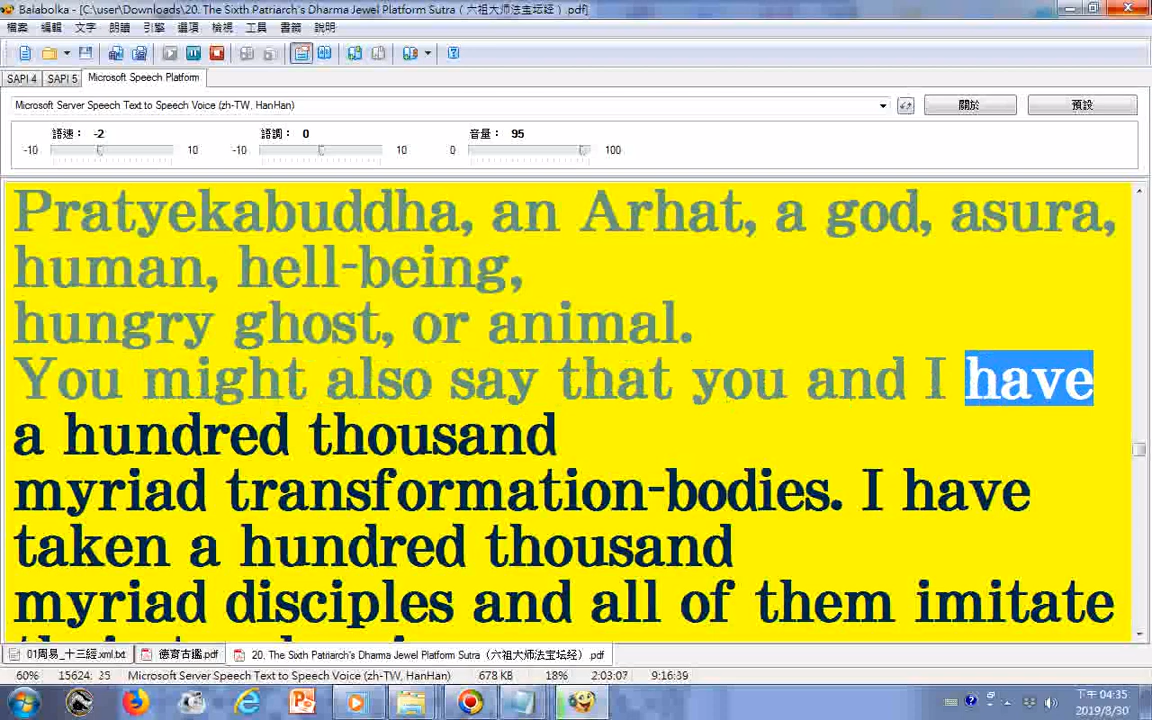 Balabolka - [C:\user\Downloads\20. The Sixth Patriarch's Dharma Jewel Platform Sutra（六祖大师法宝坛经）.pdf]
檔案 編輯 文字 朗讀 引擎 選項 檢視 工具 書籤 說明
SAPI 4 SAPI 5 Microsoft Speech Platform
Microsoft Server Speech Text to Speech Voice (zh-TW, HanHan) 關於 預設
語速： -2 語調： 0 音量： 95
-10 10 -10 10 0 100
Pratyekabuddha, an Arhat, a god, asura,
human, hell-being,
hungry ghost, or animal.
You might also say that you and I have
a hundred thousand
myriad transformation-bodies. I have
taken a hundred thousand
myriad disciples and all of them imitate
01周易_十三經.xml.txt 德育古鑑.pdf 20. The Sixth Patriarch's Dharma Jewel Platform Sutra（六祖大师法宝坛经）.pdf
60% 15624: 35 Microsoft Server Speech Text to Speech Voice (zh-TW, HanHan) 678 KB 18% 2:03:07 9:16:39
下午 04:35
2019/8/30